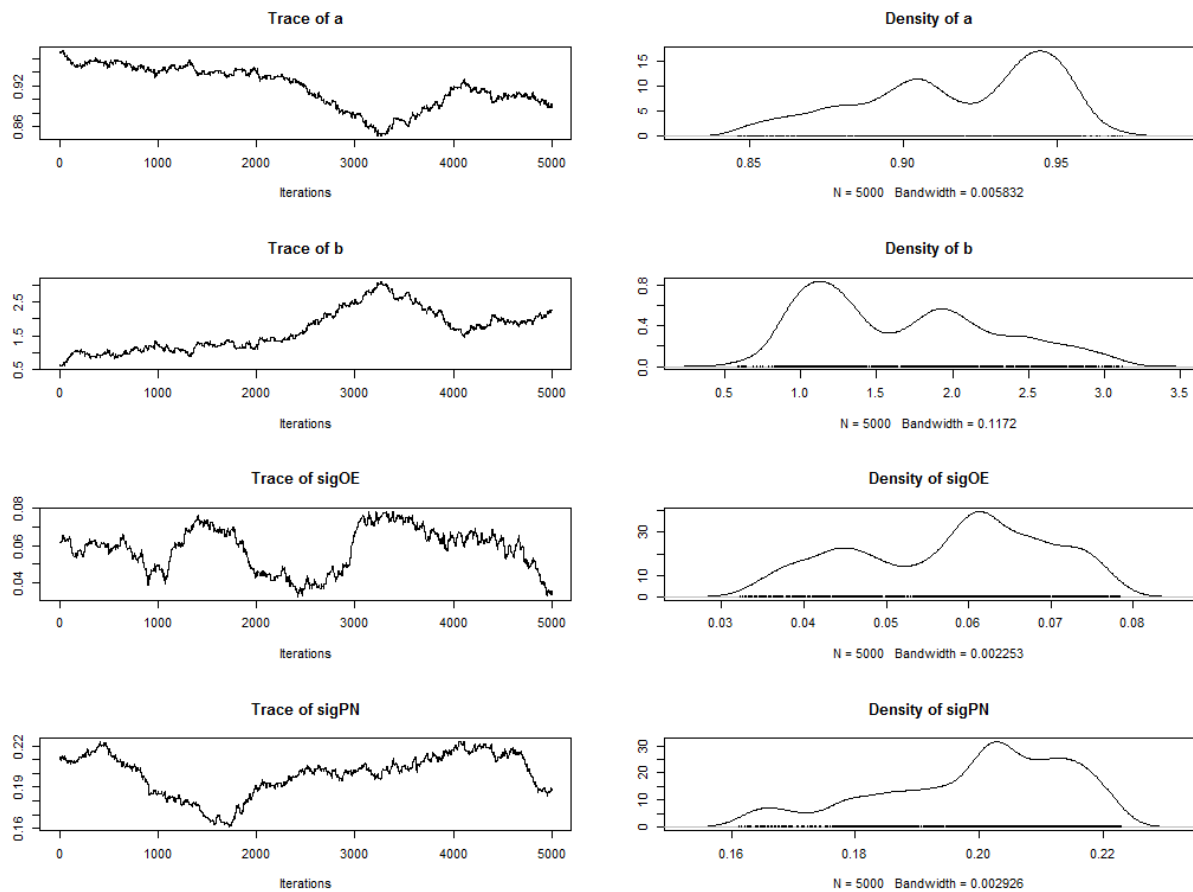 Trace of a
0.86 0.92
0 1000 2000 3000 4000 5000
Iterations
Density of a
0 5 10 15
0.85 0.90 0.95
N = 5000 Bandwidth = 0.005832
Trace of b
0.5 1.5 2.5
0 1000 2000 3000 4000 5000
Iterations
Density of b
0.0 0.4 0.8
0.5 1.0 1.5 2.0 2.5 3.0 3.5
N = 5000 Bandwidth = 0.1172
Trace of sigOE
0.04 0.06 0.08
0 1000 2000 3000 4000 5000
Iterations
Density of sigOE
0 10 30
0.03 0.04 0.05 0.06 0.07 0.08
N = 5000 Bandwidth = 0.002253
Trace of sigPN
0.16 0.19 0.22
0 1000 2000 3000 4000 5000
Iterations
Density of sigPN
0 10 20 30
0.16 0.18 0.20 0.22
N = 5000 Bandwidth = 0.002926